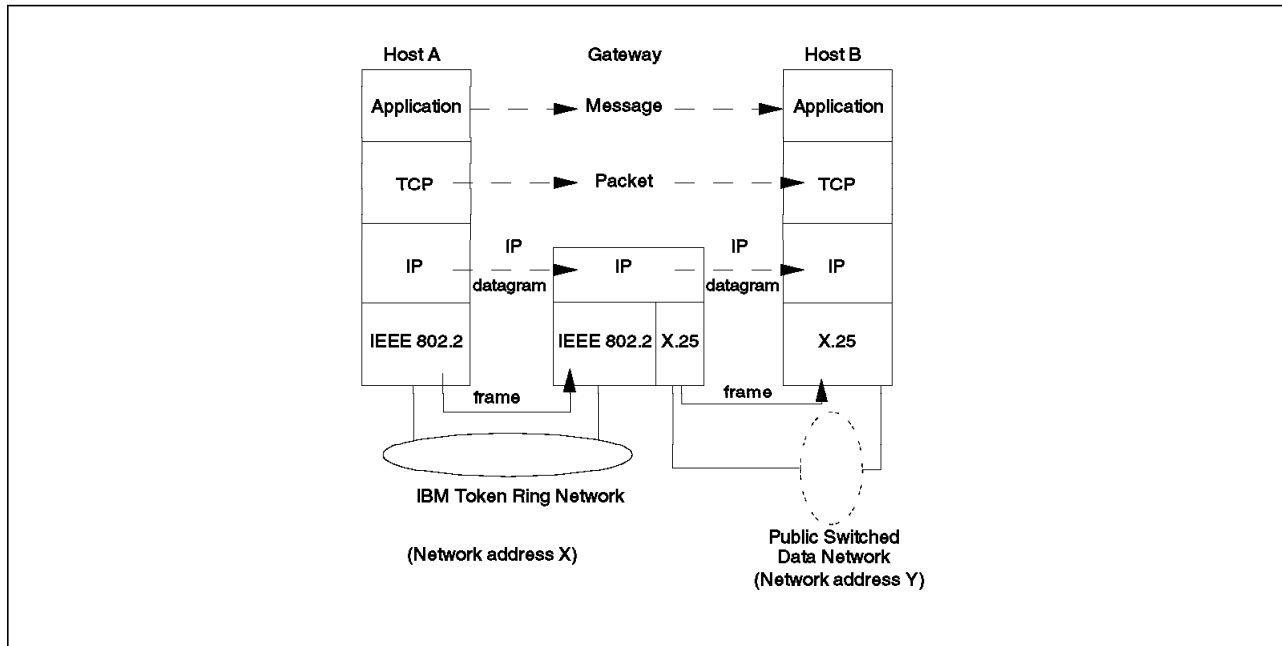 Host A Gateway Host B
Application Message Application
TCP Packet TCP
IP IP
IP IP IP
datagram datagram
IEEE 802.2 IEEE 802.2 X.25 X.25
frame frame
IBM Token Ring Network
Public Switched
Data Network
(Network address X)
(Network address Y)